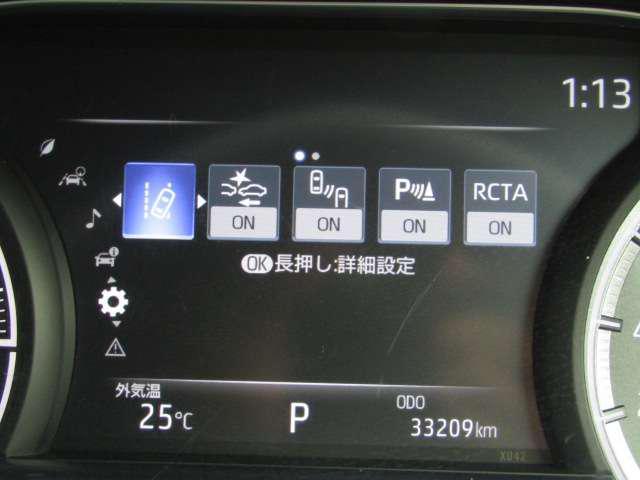 1:13
P RCTA
ON ON ON ON
OK 長押し:詳細設定
外気温 ODO
25℃ P 33209km
X042